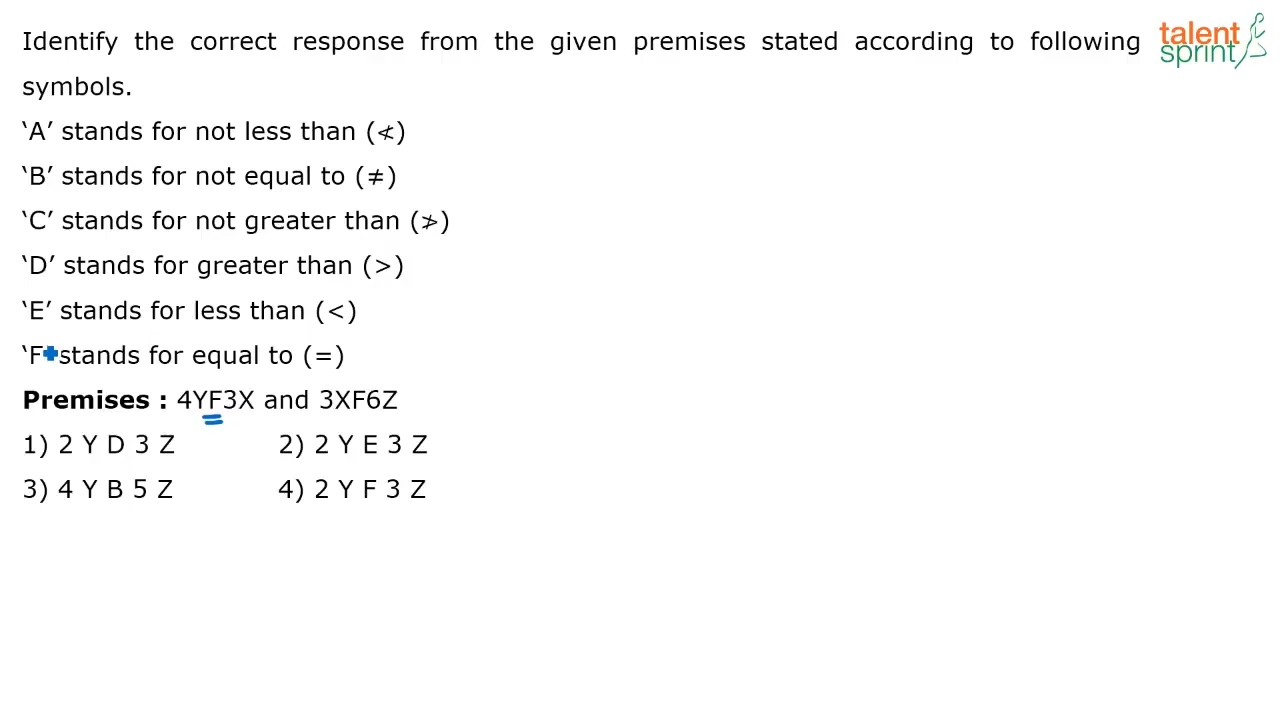 Identify the correct response from the given premises stated according to following
symbols.
‘A’ stands for not less than (≮)
‘B’ stands for not equal to (≠)
‘C’ stands for not greater than (≯)
‘D’ stands for greater than (>)
‘E’ stands for less than (<)
‘F stands for equal to (=)
Premises : 4YF3X and 3XF6Z
1) 2 Y D 3 Z 2) 2 Y E 3 Z
3) 4 Y B 5 Z 4) 2 Y F 3 Z
talent
sprint